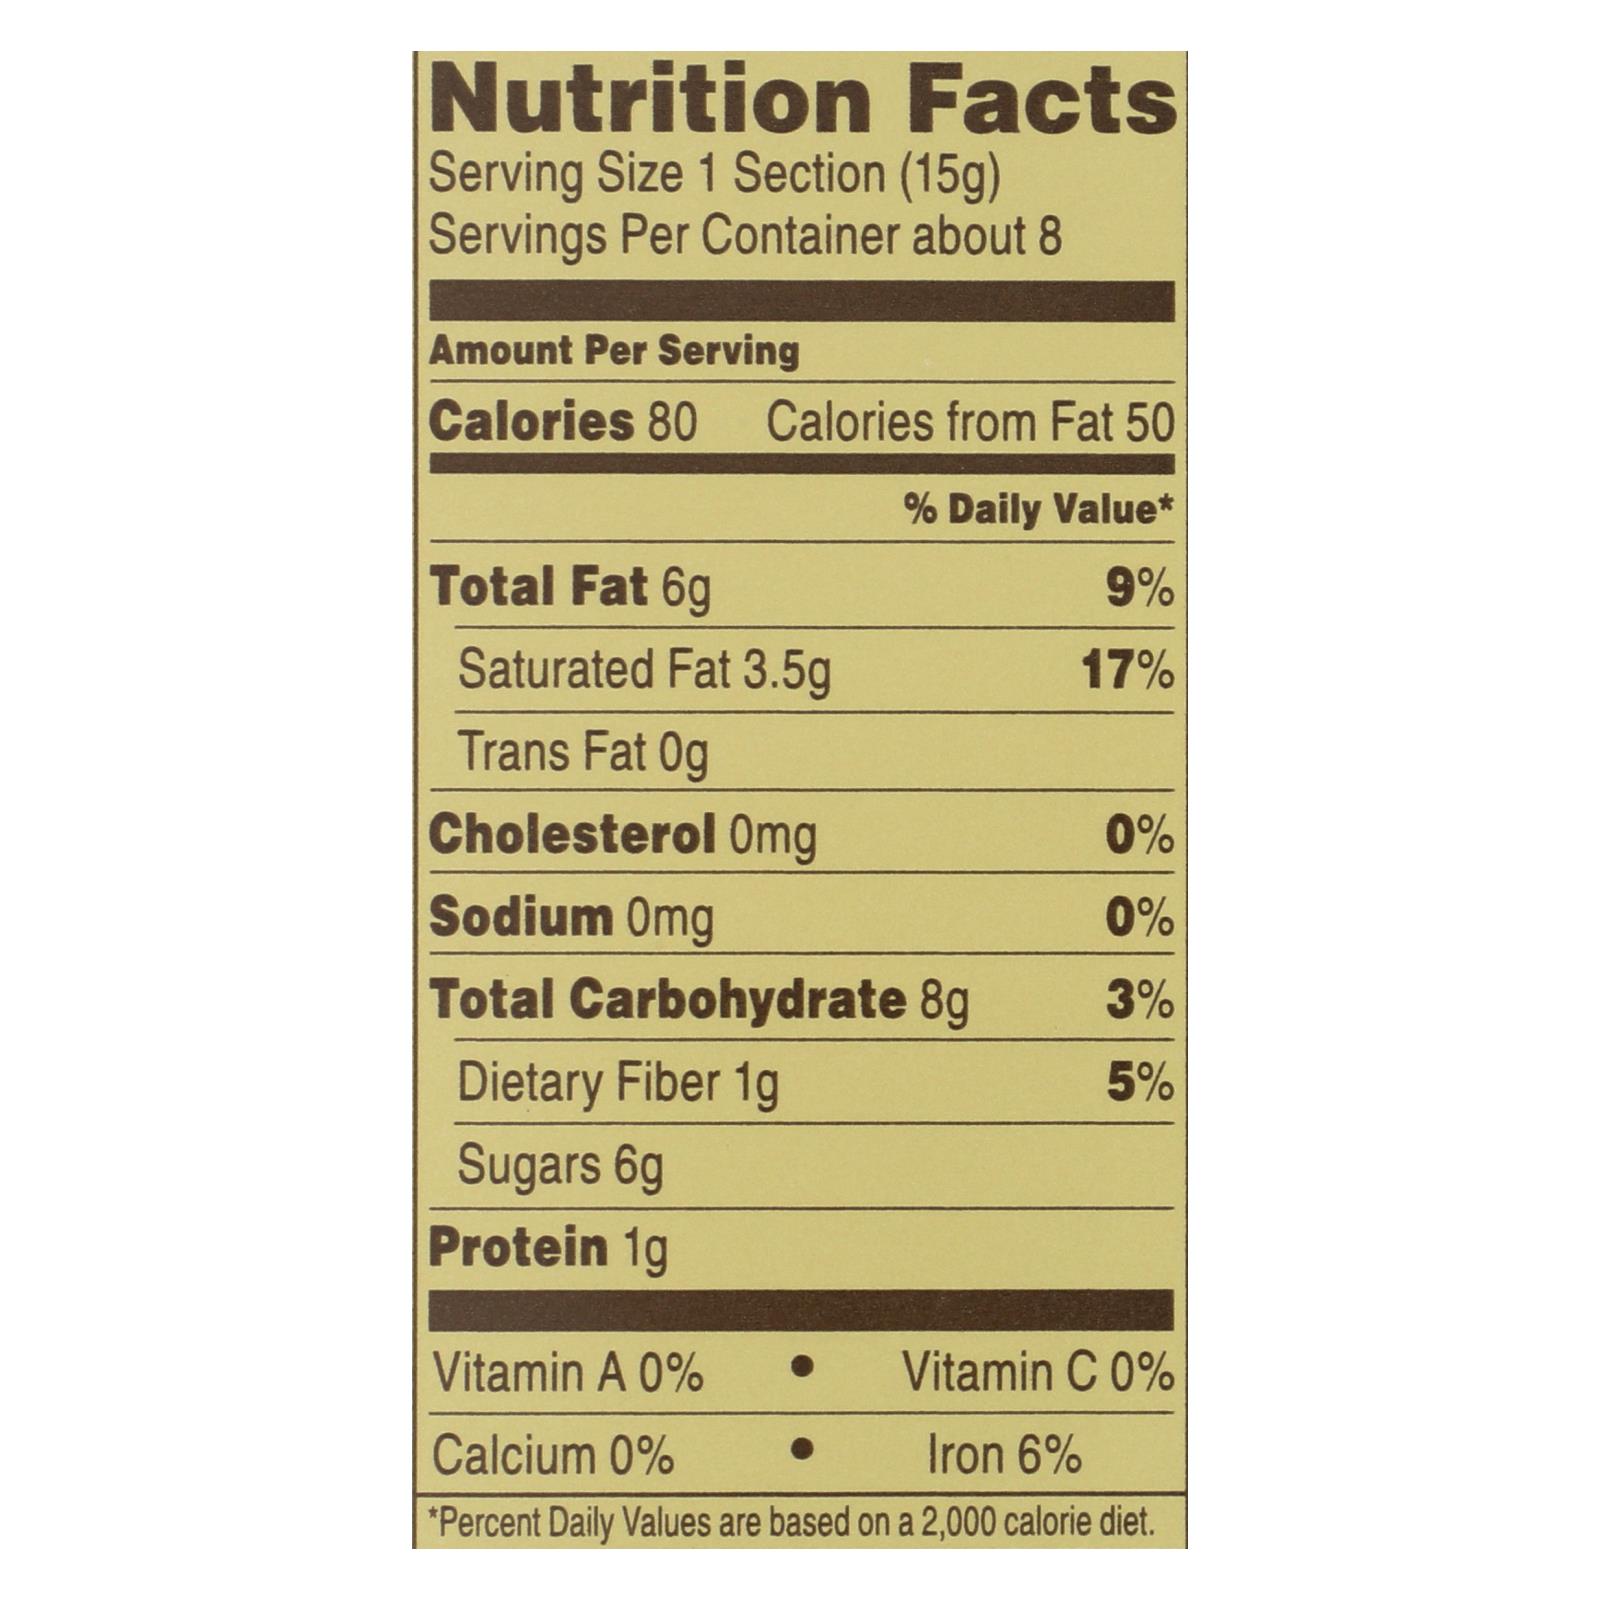 Nutrition Facts
Serving Size 1 Section (15g)
Servings Per Container about 8
Amount Per Serving
Calories 80 Calories from Fat 50
% Daily Value*
Total Fat 6g 9%
Saturated Fat 3.5g 17%
Trans Fat 0g
Cholesterol 0mg 0%
Sodium 0mg 0%
Total Carbohydrate 8g 3%
Dietary Fiber 1g 5%
Sugars 6g
Protein 1g
Vitamin A 0% • Vitamin C 0%
Calcium 0% • Iron 6%
*Percent Daily Values are based on a 2,000 calorie diet.